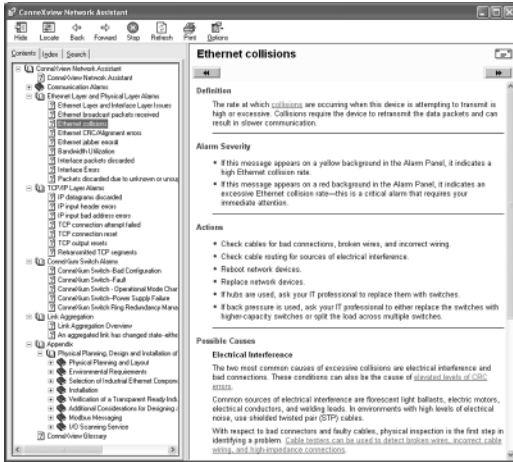 ConneXview Network Assistant
Hide Locate Back Forward Stop Refresh Print Options
Contents Index Search
ConneXview Network Assistant
ConneXview Network Assistant
Communication Alarms
Ethernet Layer and Physical Layer Alarms
Ethernet Layer and Interface Layer Issues
Ethernet broadcast packets received
Ethernet collisions
Ethernet CRC/Alignment errors
Ethernet jabber error
Bandwidth Utilization
Interface packets discarded
Interface Errors
Packets discarded due to unknown or unsup
TCP/IP Layer Alarms
IP datagrams discarded
IP input header errors
IP input bad address errors
TCP connection attempt failed
TCP connection reset
TCP output resets
Retransmitted TCP segments
ConneXium Switch Alarms
ConneXium Switch-Bad Configuration
ConneXium Switch-Fault
ConneXium Switch - Operational Mode Char
ConneXium Switch-Power Supply Failure
ConneXium Switch Ring Redundancy Mana
Link Aggregation
Link Aggregation Overview
An aggregated link has changed state-eithe
Appendix
Physical Planning, Design and Installation of
Physical Planning and Layout
Environmental Requirements
Selection of Industrial Ethernet Compon
Installation
Verification of a Transparent Ready Indu
Additional Considerations for Designing
Modbus Messaging
I/O Scanning Service
ConneXview Glossary
Ethernet collisions
Definition
The rate at which collisions are occurring when this device is attempting to transmit is
high or excessive. Collisions require the device to retransmit the data packets and can
result in slower communication.
Alarm Severity
• If this message appears on a yellow background in the Alarm Panel, it indicates a
high Ethernet collision rate.
• If this message appears on a red background in the Alarm Panel, it indicates an
excessive Ethernet collision rate—this is a critical alarm that requires your
immediate attention.
Actions
• Check cables for bad connections, broken wires, and incorrect wiring.
• Check cable routing for sources of electrical interference.
• Reboot network devices.
• Replace network devices.
• If hubs are used, ask your IT professional to replace them with switches.
• If back pressure is used, ask your IT professional to either replace the switches with
higher-capacity switches or split the load across multiple switches.
Possible Causes
Electrical Interference
The two most common causes of excessive collisions are electrical interference and
bad connections. These conditions can also be the cause of elevated levels of CRC
errors.
Common sources of electrical interference are florescent light ballasts, electric motors,
electrical conductors, and welding leads. In environments with high levels of electrical
noise, use shielded twisted pair (STP) cables.
With respect to bad connectors and faulty cables, physical inspection is the first step in
identifying a problem. Cable testers can be used to detect broken wires, incorrect cable
wiring, and high-impedance connections.